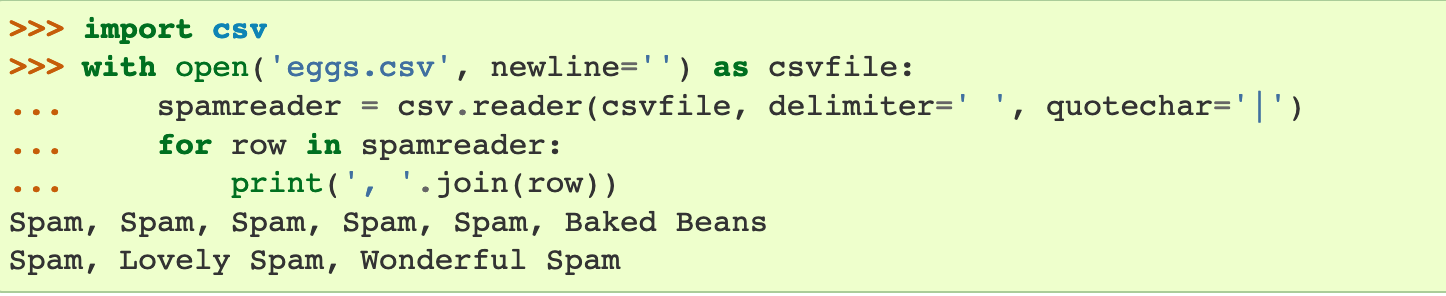 >>> import csv
>>> with open('eggs.csv', newline='') as csvfile:
...     spamreader = csv.reader(csvfile, delimiter=' ', quotechar='|')
...     for row in spamreader:
...         print(', '.join(row))
Spam, Spam, Spam, Spam, Spam, Baked Beans
Spam, Lovely Spam, Wonderful Spam